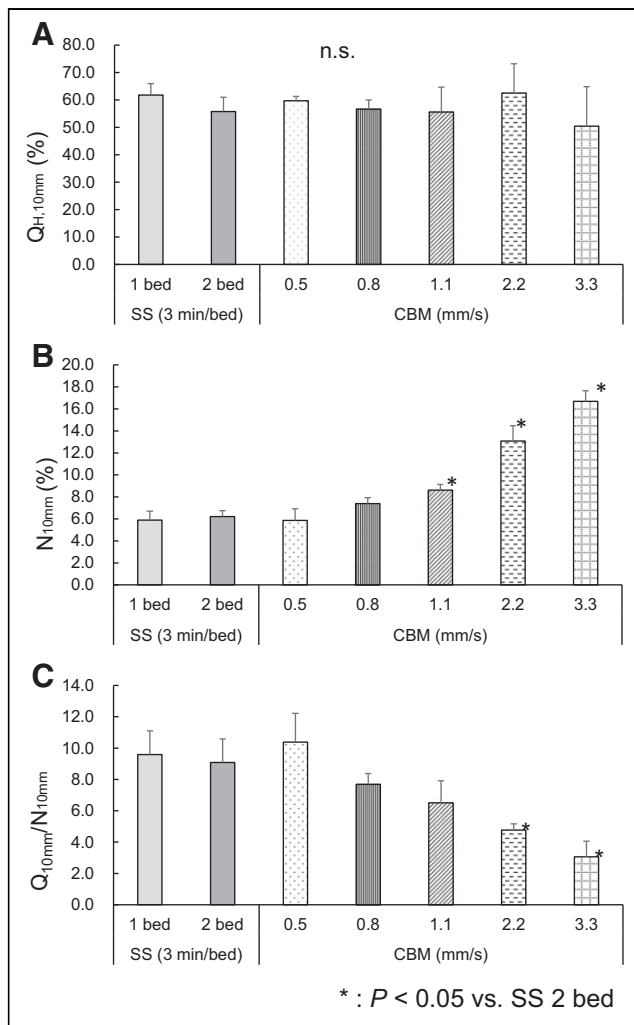 A
n.s.
QH,10mm (%)
80.0
70.0
60.0
50.0
40.0
30.0
20.0
10.0
0.0
1 bed 2 bed 0.5 0.8 1.1 2.2 3.3
SS (3 min/bed) CBM (mm/s)
B
N10mm (%)
20.0
18.0
16.0
14.0
12.0
10.0
8.0
6.0
4.0
2.0
0.0
* * *
1 bed 2 bed 0.5 0.8 1.1 2.2 3.3
SS (3 min/bed) CBM (mm/s)
C
Q10mm/N10mm
14.0
12.0
10.0
8.0
6.0
4.0
2.0
0.0
* *
1 bed 2 bed 0.5 0.8 1.1 2.2 3.3
SS (3 min/bed) CBM (mm/s)
* : P < 0.05 vs. SS 2 bed